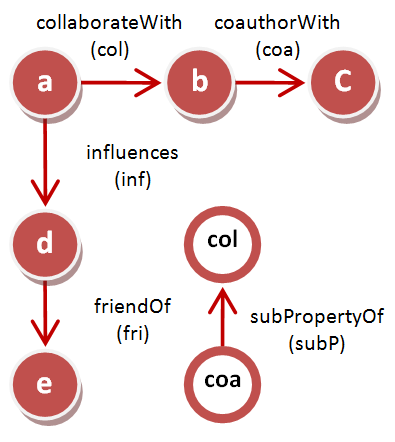 collaborateWith
(col)
coauthorWith
(coa)
a
b
C
influences
(inf)
d
col
friendOf
(fri)
subPropertyOf
(subP)
e
coa